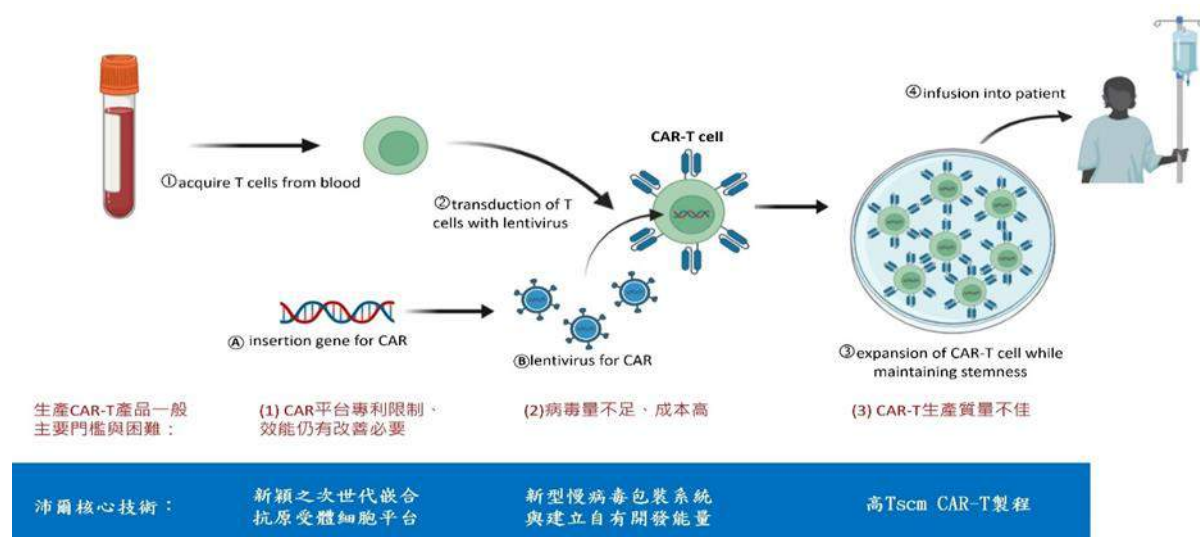 ④infusion into patient
CAR-T cell
①acquire T cells from blood
②transduction of T
cells with lentivirus
Ⓐ insertion gene for CAR
Ⓑlentivirus for CAR
③expansion of CAR-T cell while
maintaining stemness
生產CAR-T產品一般
主要門檻與困難：
(1) CAR平台專利限制、
效能仍有改善必要
(2)病毒量不足、成本高
(3) CAR-T生產質量不佳
沛爾核心技術：
新穎之次世代嵌合
抗原受體細胞平台
新型慢病毒包裝系統
與建立自有開發能量
高Tscm CAR-T製程